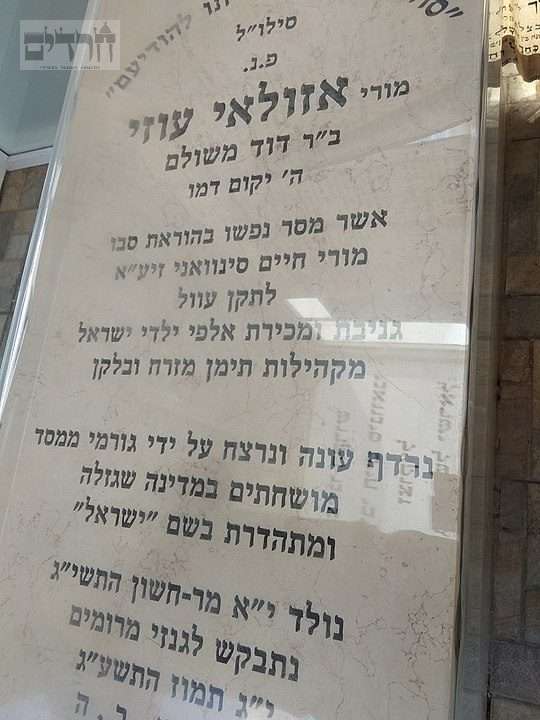 חרדים
להודיעם"
סילו"ל
פ.נ.
מורי אזולאי עוזי
ב"ר דוד משולם
ה' יקום דמו
אשר מסר נפשו בהוראת סבו
מורי חיים סינוואני זיע"א
לתקן עוול
גניבת ומכירת אלפי ילדי ישראל
מקהילות תימן מזרח ובלקן
נרדף עונה ונרצח על ידי גורמי ממסד
מושחתים במדינה שגזלה
ומתהדרת בשם "ישראל"
נולד י"א מר-חשון התשי"ג
נתבקש לגנזי מרומים
י"ג תמוז התשע"ג